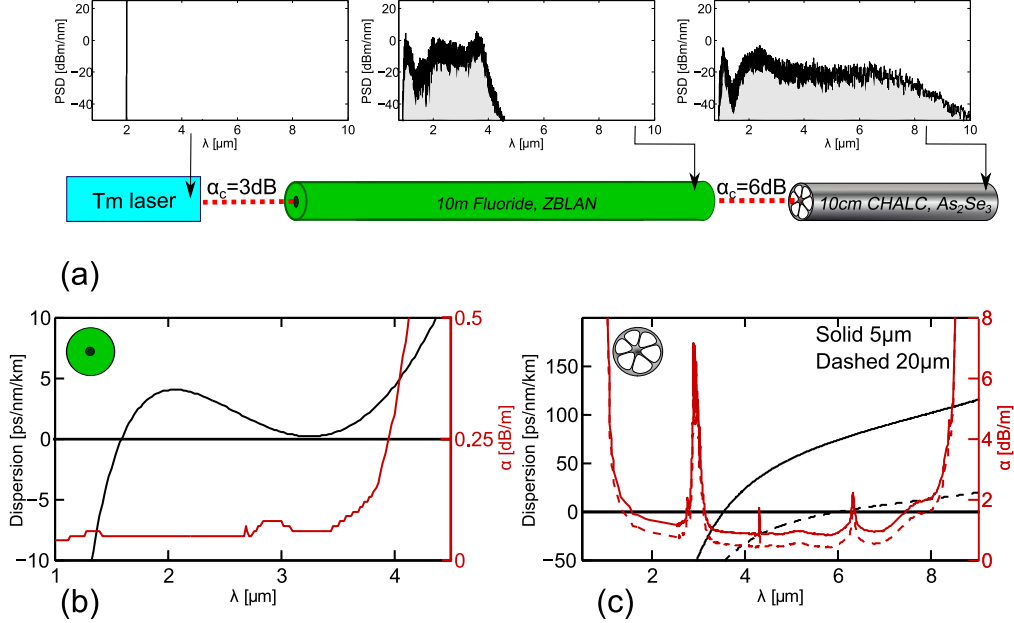 PSD [dBm/nm]
20
0
−20
−40
2
4
6
8
10
λ [μm]
PSD [dBm/nm]
20
0
−20
−40
2
4
6
8
10
λ [μm]
PSD [dBm/nm]
20
0
−20
−40
2
4
6
8
10
λ [μm]
Tm laser
α_c=3dB
10m Fluoride, ZBLAN
α_c=6dB
10cm CHALC, As₂Se₃
(a)
Dispersion [ps/nm/km]
10
5
0
−5
−10
1
2
3
4
λ [μm]
0.5
0.25
0
α [dB/m]
(b)
Dispersion [ps/nm/km]
150
100
50
0
−50
2
4
6
8
λ [μm]
Solid 5μm
Dashed 20μm
8
6
4
2
0
α [dB/m]
(c)